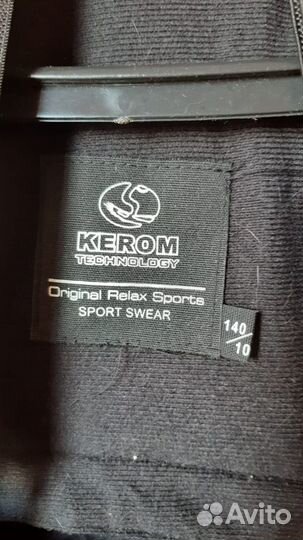 KEROM
TECHNOLOGY
Original Relax Sports
SPORT SWEAR
140/10
Avito